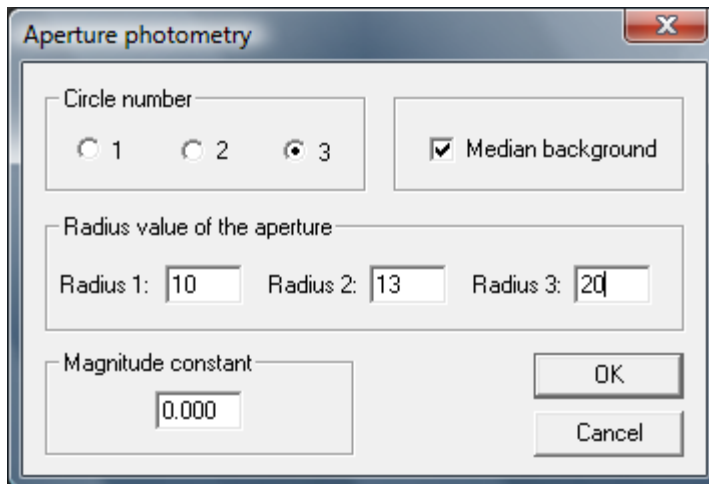 Aperture photometry
Circle number
1 2 3
Median background
Radius value of the aperture
Radius 1: 10 Radius 2: 13 Radius 3: 20
Magnitude constant
0.000
OK
Cancel